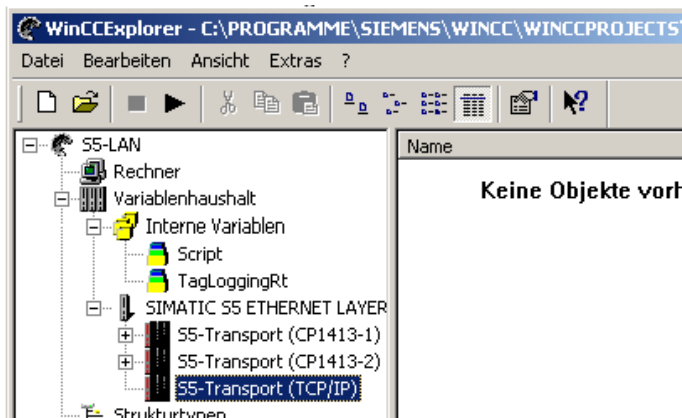 WinCCExplorer - C:\PROGRAMME\SIEMENS\WINCC\WINCCPROJECTS\
Datei Bearbeiten Ansicht Extras ?
S5-LAN
Name
Rechner
Keine Objekte vorh
Variablenhaushalt
Interne Variablen
Script
TagLoggingRt
SIMATIC S5 ETHERNET LAYER
S5-Transport (CP1413-1)
S5-Transport (CP1413-2)
S5-Transport (TCP/IP)
Strukturtypen